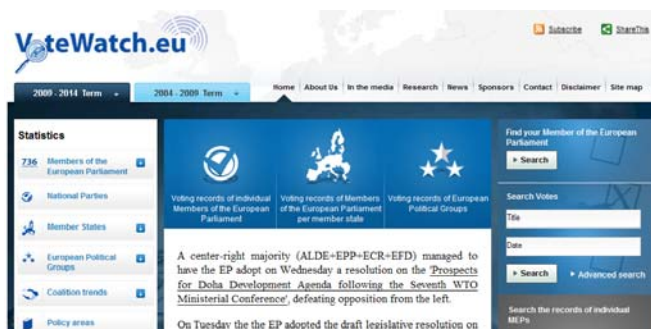 VoteWatch.eu
Subscribe
ShareThis
2009 - 2014 Term
2004 - 2009 Term
Home
About Us
In the media
Research
News
Sponsors
Contact
Disclaimer
Site map
Statistics
736
Members of the
European Parliament
National Parties
Member States
European Political
Groups
Coalition trends
Policy areas
Voting records of individual
Members of the European
Parliament
Voting records of Members
of the European Parliament
per member state
Voting records of European
Political Groups
A center-right majority (ALDE+EPP+ECR+EFD) managed to
have the EP adopt on Wednesday a resolution on the 'Prospects
for Doha Development Agenda following the Seventh WTO
Ministerial Conference', defeating opposition from the left.
On Tuesday the the EP adopted the draft legislative resolution on
Find your Member of the European
Parliament
Search
Search Votes
Title
Date
Search
Advanced search
Search the records of individual
MEPs